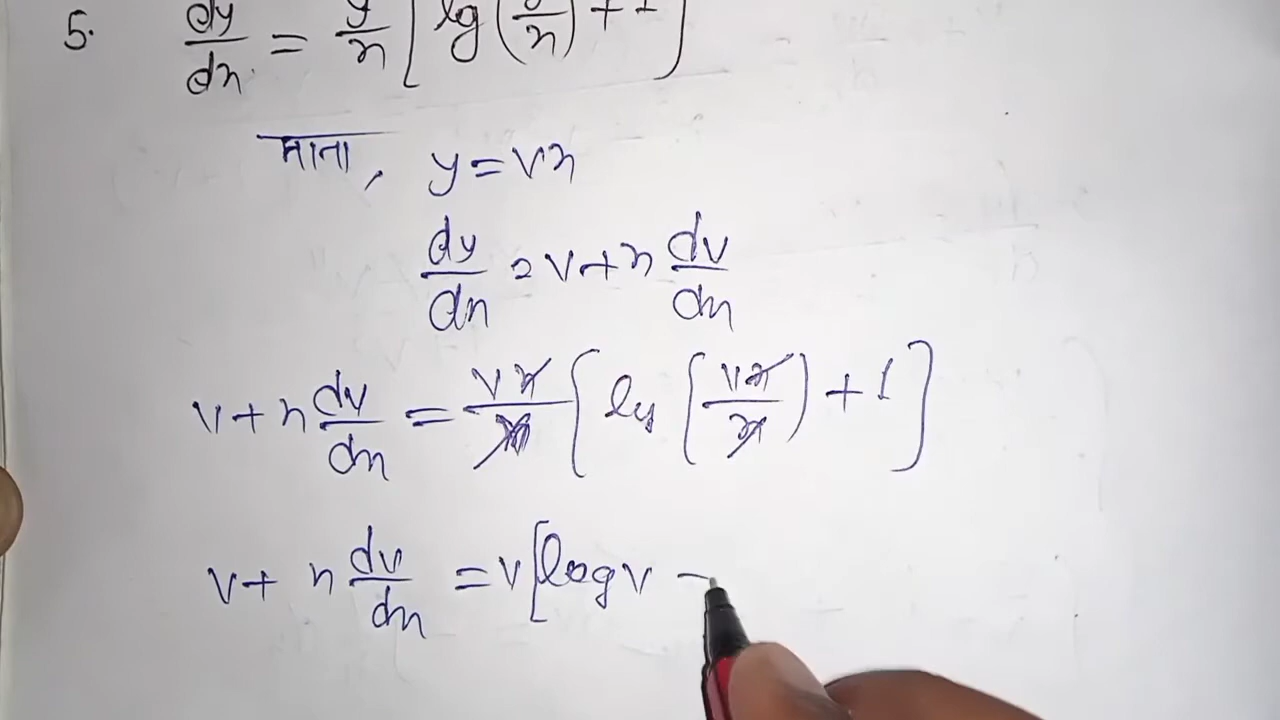 5. dy/dx = y/x [log(y/x) + 1]
माना, y = vx
dy/dx = v + x dv/dx
v + x dv/dx = vx/x [log(vx/x) + 1]
v + x dv/dx = v[log v -